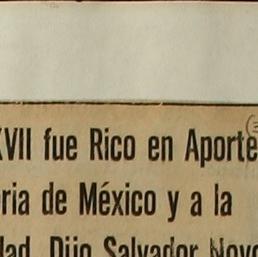 XVII fue Rico en Aporte
ria de México y a la
dad, Dijo Salvador Novo